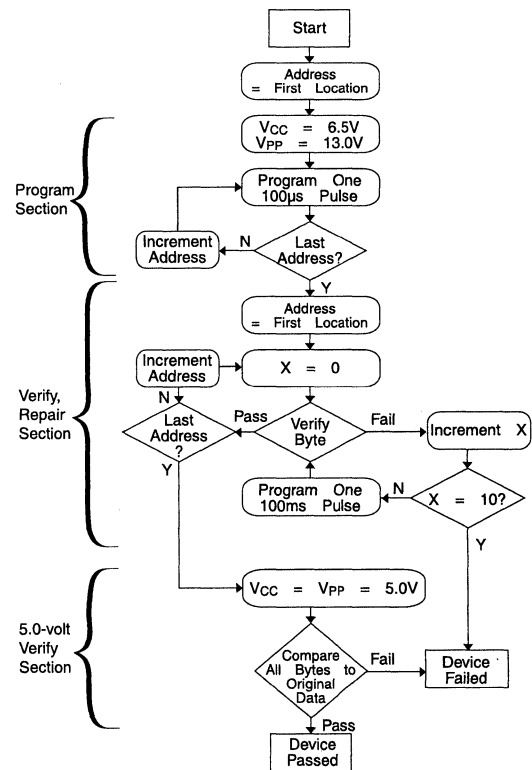 Start
Address
= First Location
VCC = 6.5V
VPP = 13.0V
Program
Section
Program One
100µs Pulse
Increment
Address
N
Last
Address?
Y
Address
= First Location
Increment
Address
X = 0
Verify,
Repair
Section
N
Last
Address
?
Y
Pass
Verify
Byte
Fail
Increment X
Program One
100ms Pulse
N
X = 10?
Y
VCC = VPP = 5.0V
5.0-volt
Verify
Section
Compare
All Bytes to
Original
Data
Fail
Device
Failed
Pass
Device
Passed